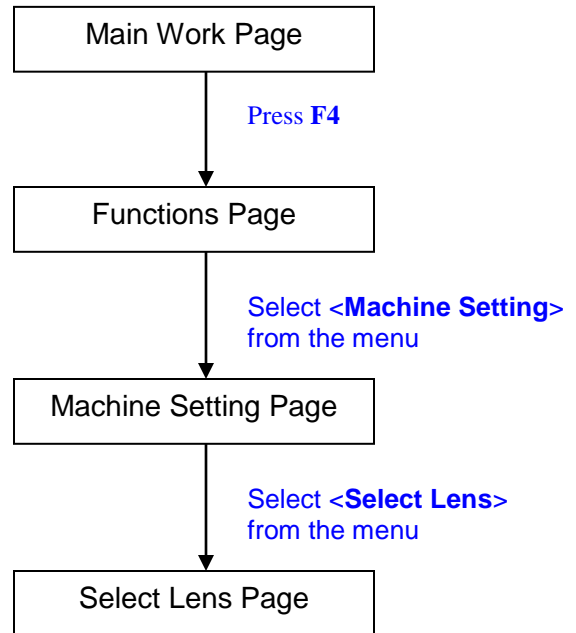 Main Work Page
Press F4
Functions Page
Select <Machine Setting>
from the menu
Machine Setting Page
Select <Select Lens>
from the menu
Select Lens Page